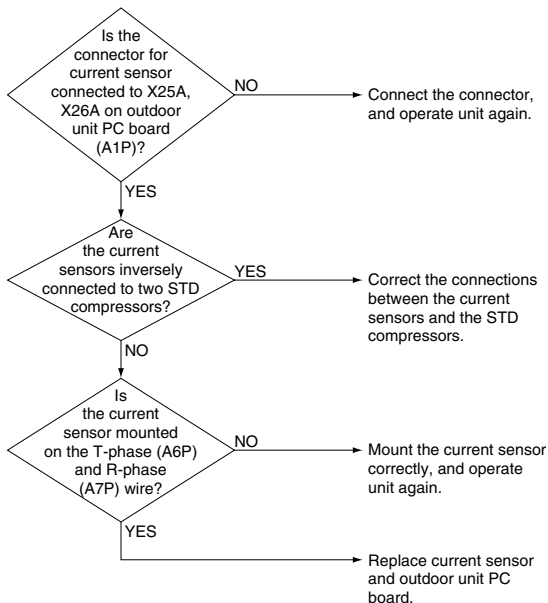 Is the
connector for
current sensor
connected to X25A,
X26A on outdoor
unit PC board
(A1P)?
NO
Connect the connector,
and operate unit again.
YES
Are
the current
sensors inversely
connected to two STD
compressors?
YES
Correct the connections
between the current
sensors and the STD
compressors.
NO
Is
the current
sensor mounted
on the T-phase (A6P)
and R-phase
(A7P) wire?
NO
Mount the current sensor
correctly, and operate
unit again.
YES
Replace current sensor
and outdoor unit PC
board.